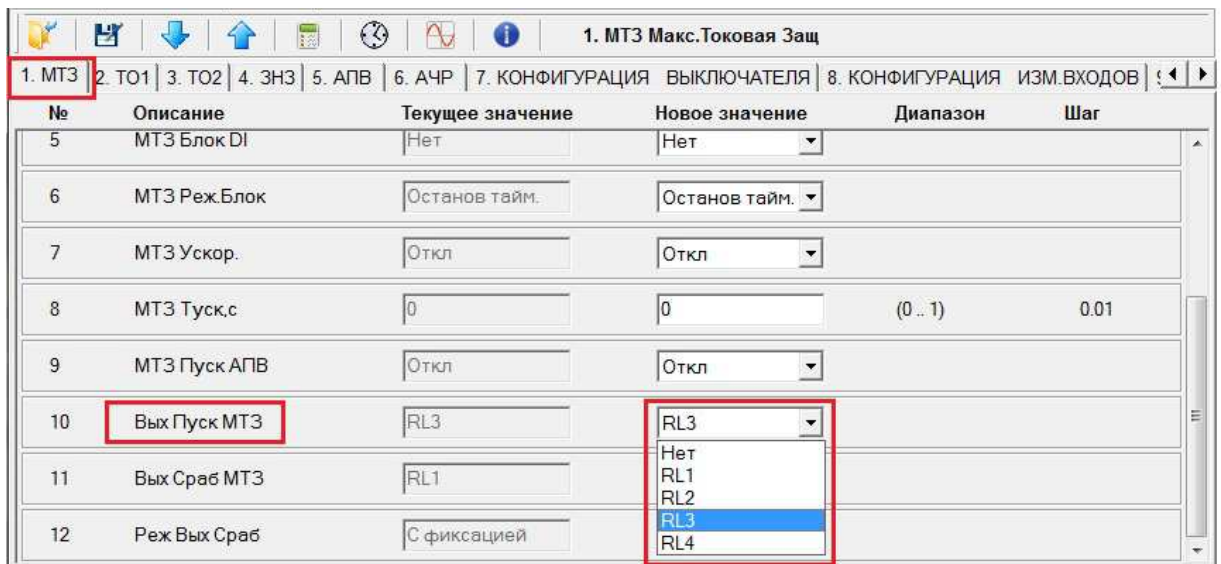 1. МТЗ Макс.Токовая Защ
1. МТЗ 2. ТО1 3. ТО2 4. ЗНЗ 5. АПВ 6. АЧР 7. КОНФИГУРАЦИЯ ВЫКЛЮЧАТЕЛЯ 8. КОНФИГУРАЦИЯ ИЗМ.ВХОДОВ
№ Описание Текущее значение Новое значение Диапазон Шаг
5 МТЗ Блок DI Нет Нет
6 МТЗ Реж.Блок Останов тайм. Останов тайм.
7 МТЗ Ускор. Откл Откл
8 МТЗ Туск,с 0 0 (0 .. 1) 0.01
9 МТЗ Пуск АПВ Откл Откл
10 Вых Пуск МТЗ RL3 RL3
Нет
11 Вых Сраб МТЗ RL1 RL1
RL2
RL3
12 Реж Вых Сраб С фиксацией RL4